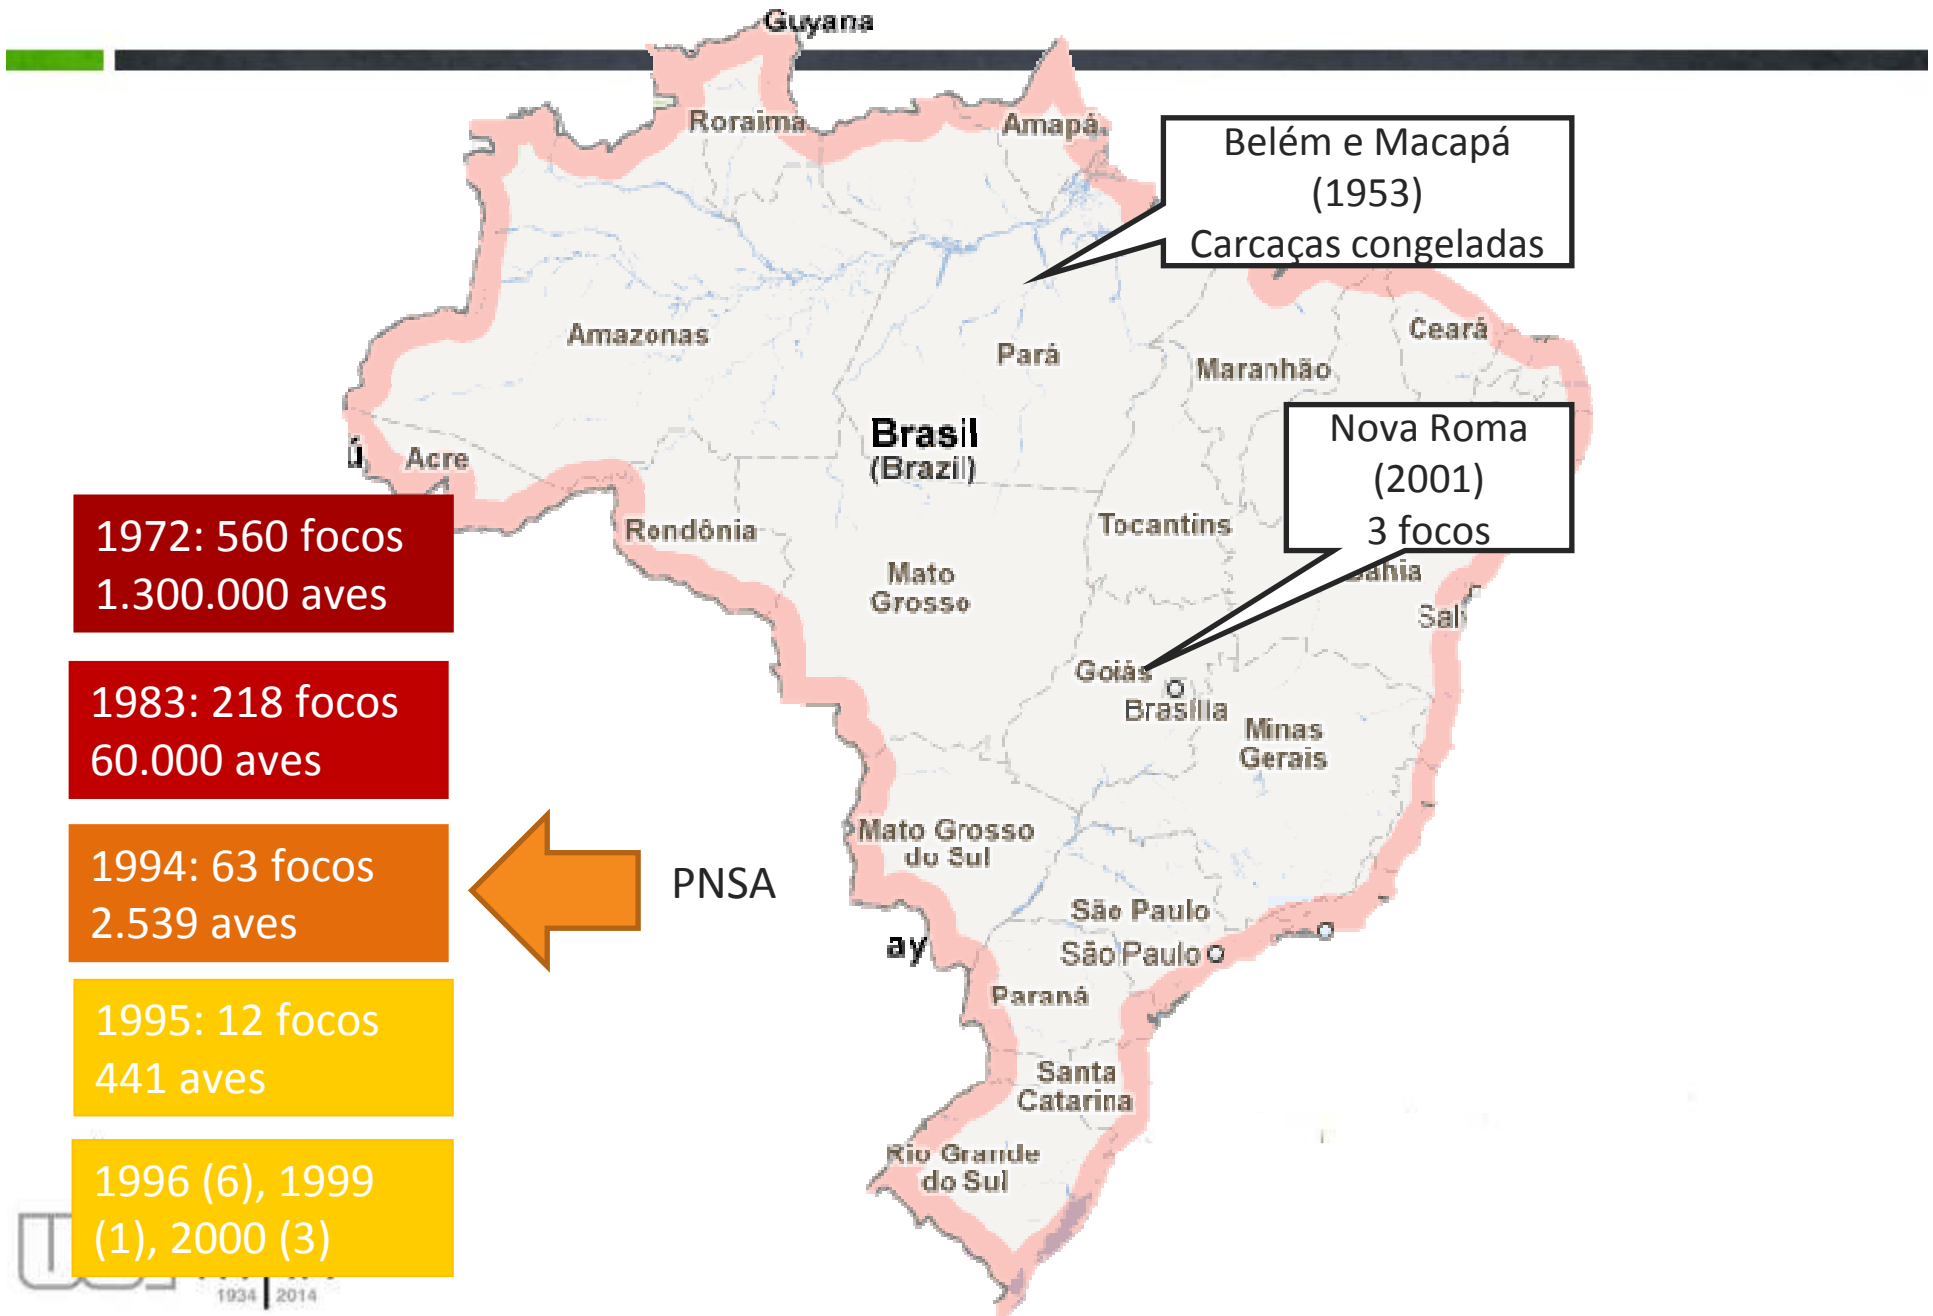 Guyana
Roraima
Amapá
Belém e Macapá
(1953)
Carcaças congeladas
Amazonas
Pará
Maranhão
Ceará
Brasil
(Brazil)
Acre
ú
Nova Roma
(2001)
3 focos
Rondônia
Tocantins
Mato
Grosso
Bahia
Sal
Goiás
Brasília
Minas
Gerais
Mato Grosso
do Sul
São Paulo
São Paulo
ay
Paraná
Santa
Catarina
Rio Grande
do Sul
1972: 560 focos
1.300.000 aves
1983: 218 focos
60.000 aves
1994: 63 focos
2.539 aves
PNSA
1995: 12 focos
441 aves
1996 (6), 1999
(1), 2000 (3)
1934 2014